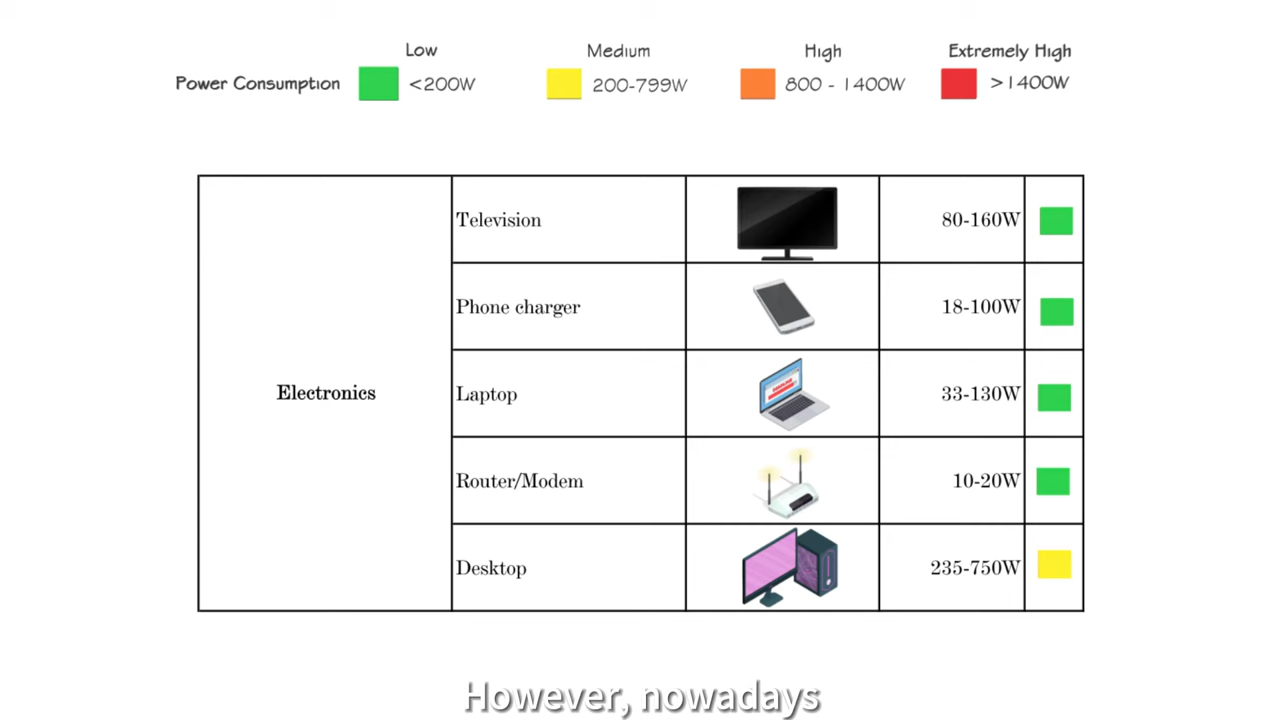 Low Medium High Extremely High
Power Consumption <200W 200-799W 800 - 1400W >1400W
Television 80-160W
Phone charger 18-100W
Electronics Laptop 33-130W
Router/Modem 10-20W
Desktop 235-750W
However, nowadays